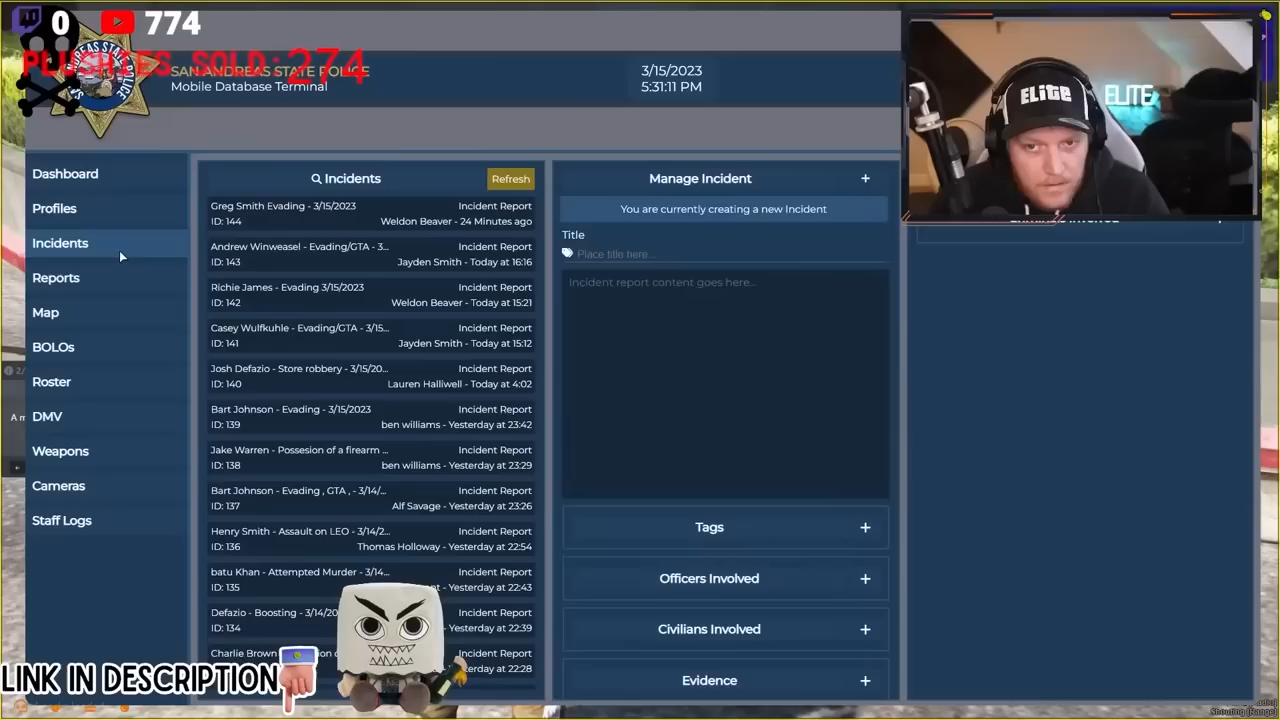 0 774
PLUSHIES SOLD: 274
SAN ANDREAS STATE POLICE
Mobile Database Terminal
3/15/2023
5:31:11 PM
ELITE
ELITE
Dashboard
Profiles
Incidents
Reports
Map
BOLOs
Roster
DMV
Weapons
Cameras
Staff Logs
Incidents
Refresh
Greg Smith Evading - 3/15/2023 Incident Report
ID: 144 Weldon Beaver - 24 Minutes ago
Andrew Winweasel - Evading/GTA - 3... Incident Report
ID: 143 Jayden Smith - Today at 16:16
Richie James - Evading 3/15/2023 Incident Report
ID: 142 Weldon Beaver - Today at 15:21
Casey Wulfkuhle - Evading/GTA - 3/15... Incident Report
ID: 141 Jayden Smith - Today at 15:12
Josh Defazio - Store robbery - 3/15/20... Incident Report
ID: 140 Lauren Halliwell - Today at 4:02
Bart Johnson - Evading - 3/15/2023 Incident Report
ID: 139 ben williams - Yesterday at 23:42
Jake Warren - Possesion of a firearm ... Incident Report
ID: 138 ben williams - Yesterday at 23:29
Bart Johnson - Evading , GTA , - 3/14/... Incident Report
ID: 137 Alf Savage - Yesterday at 23:26
Henry Smith - Assault on LEO - 3/14/2... Incident Report
ID: 136 Thomas Holloway - Yesterday at 22:54
batu Khan - Attempted Murder - 3/14... Incident Report
ID: 135 - Yesterday at 22:43
Defazio - Boosting - 3/14/20 Incident Report
ID: 134 - Yesterday at 22:39
Charlie Brown Incident Report
at 22:28
Manage Incident +
You are currently creating a new Incident
Title
Place title here...
Incident report content goes here...
Tags +
Officers Involved +
Civilians Involved +
Evidence +
LINK IN DESCRIPTION